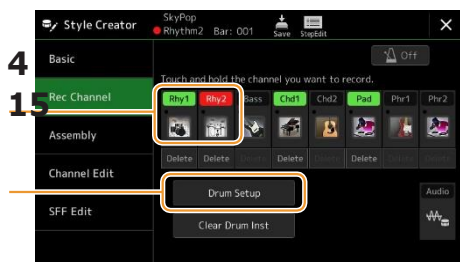 Style Creator
SkyPop
Rhythm2 Bar: 001
Save StepEdit
4
Basic
Off
Touch and hold the channel you want to record.
15
Rec Channel
Rhy1 Rhy2 Bass Chd1 Chd2 Pad Phr1 Phr2
Assembly
Delete Delete Delete Delete Delete Delete Delete Delete
Channel Edit
Drum Setup
Audio
SFF Edit
Clear Drum Inst